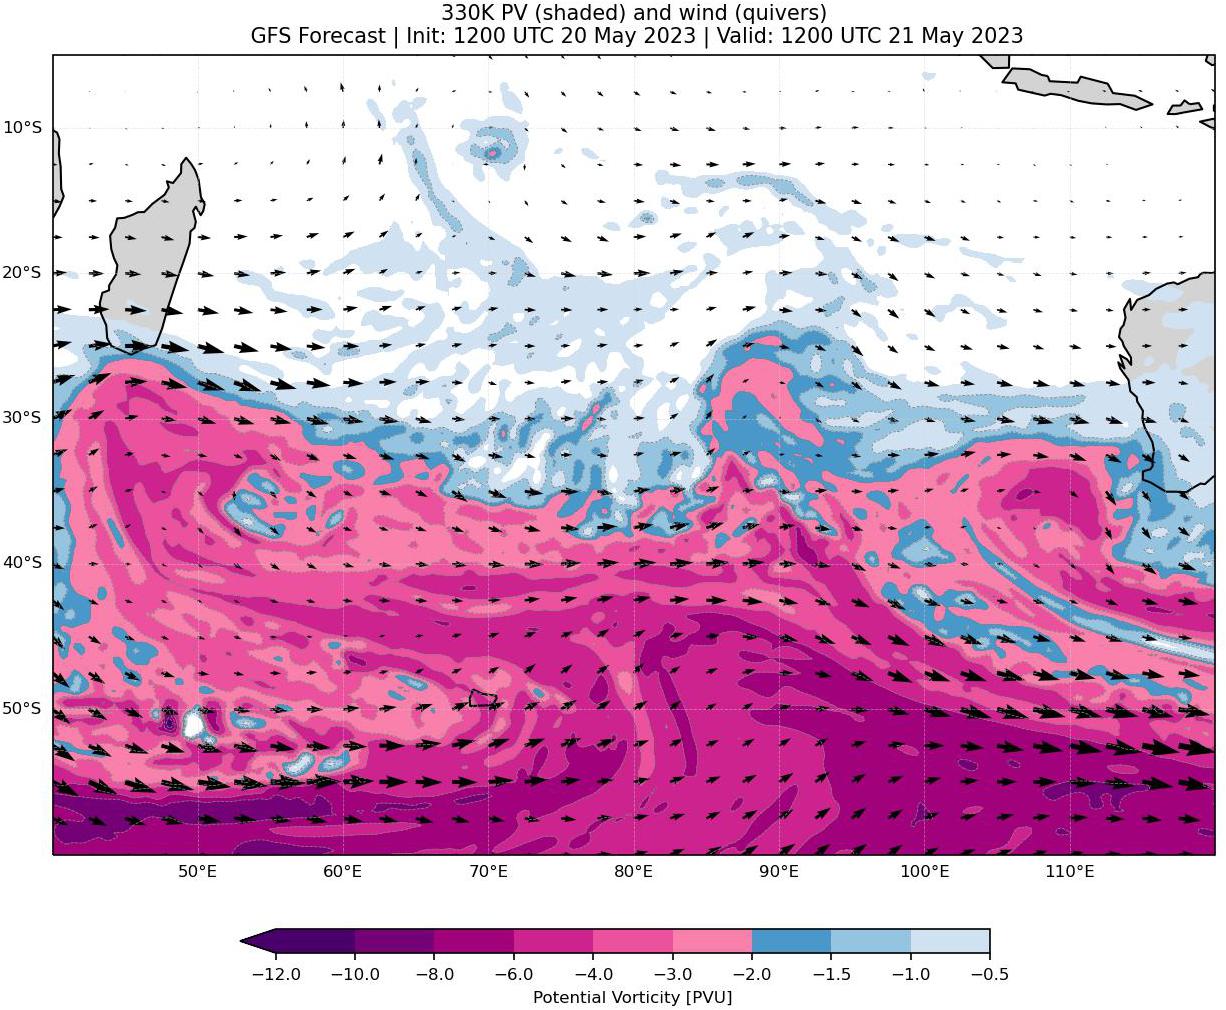 330K PV (shaded) and wind (quivers)
GFS Forecast | Init: 1200 UTC 20 May 2023 | Valid: 1200 UTC 21 May 2023
10°S
20°S
30°S
40°S
50°S
50°E 60°E 70°E 80°E 90°E 100°E 110°E
−12.0 −10.0 −8.0 −6.0 −4.0 −3.0 −2.0 −1.5 −1.0 −0.5
Potential Vorticity [PVU]